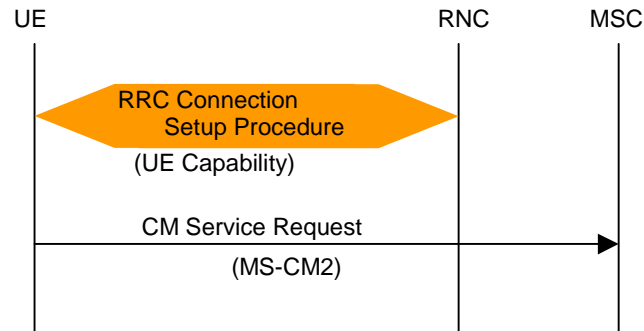 UE RNC MSC
RRC Connection
Setup Procedure
(UE Capability)
CM Service Request
(MS-CM2)